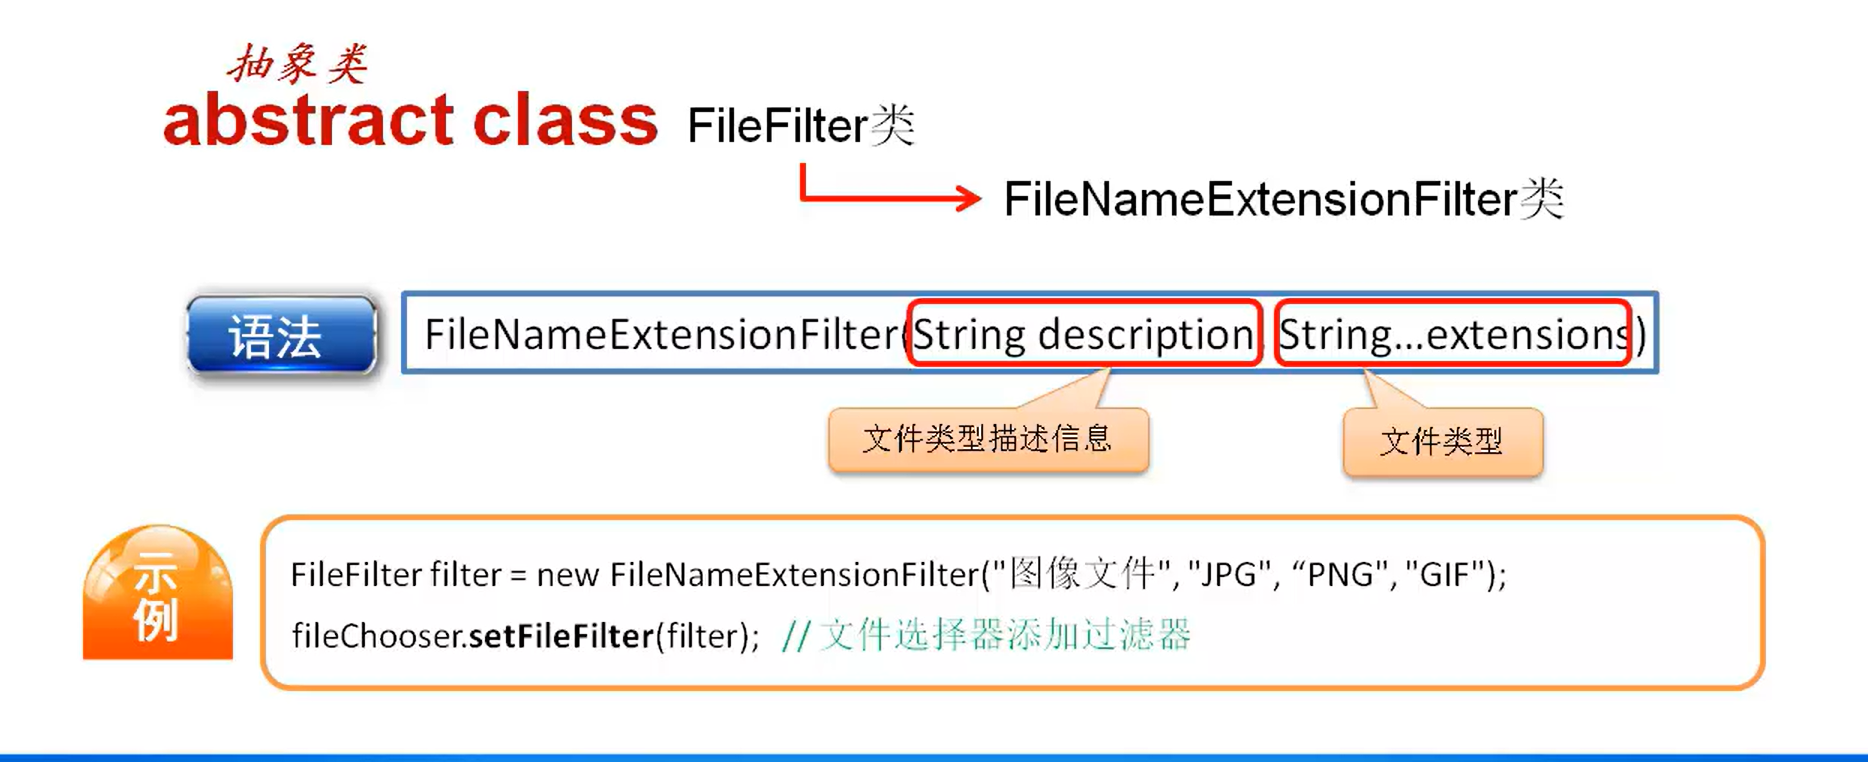 抽象类
abstract class FileFilter类
FileNameExtensionFilter类
语法
FileNameExtensionFilter(String description String...extensions)
文件类型描述信息
文件类型
示例
FileFilter filter = new FileNameExtensionFilter("图像文件", "JPG", “PNG", "GIF");
fileChooser.setFileFilter(filter); // 文件选择器添加过滤器